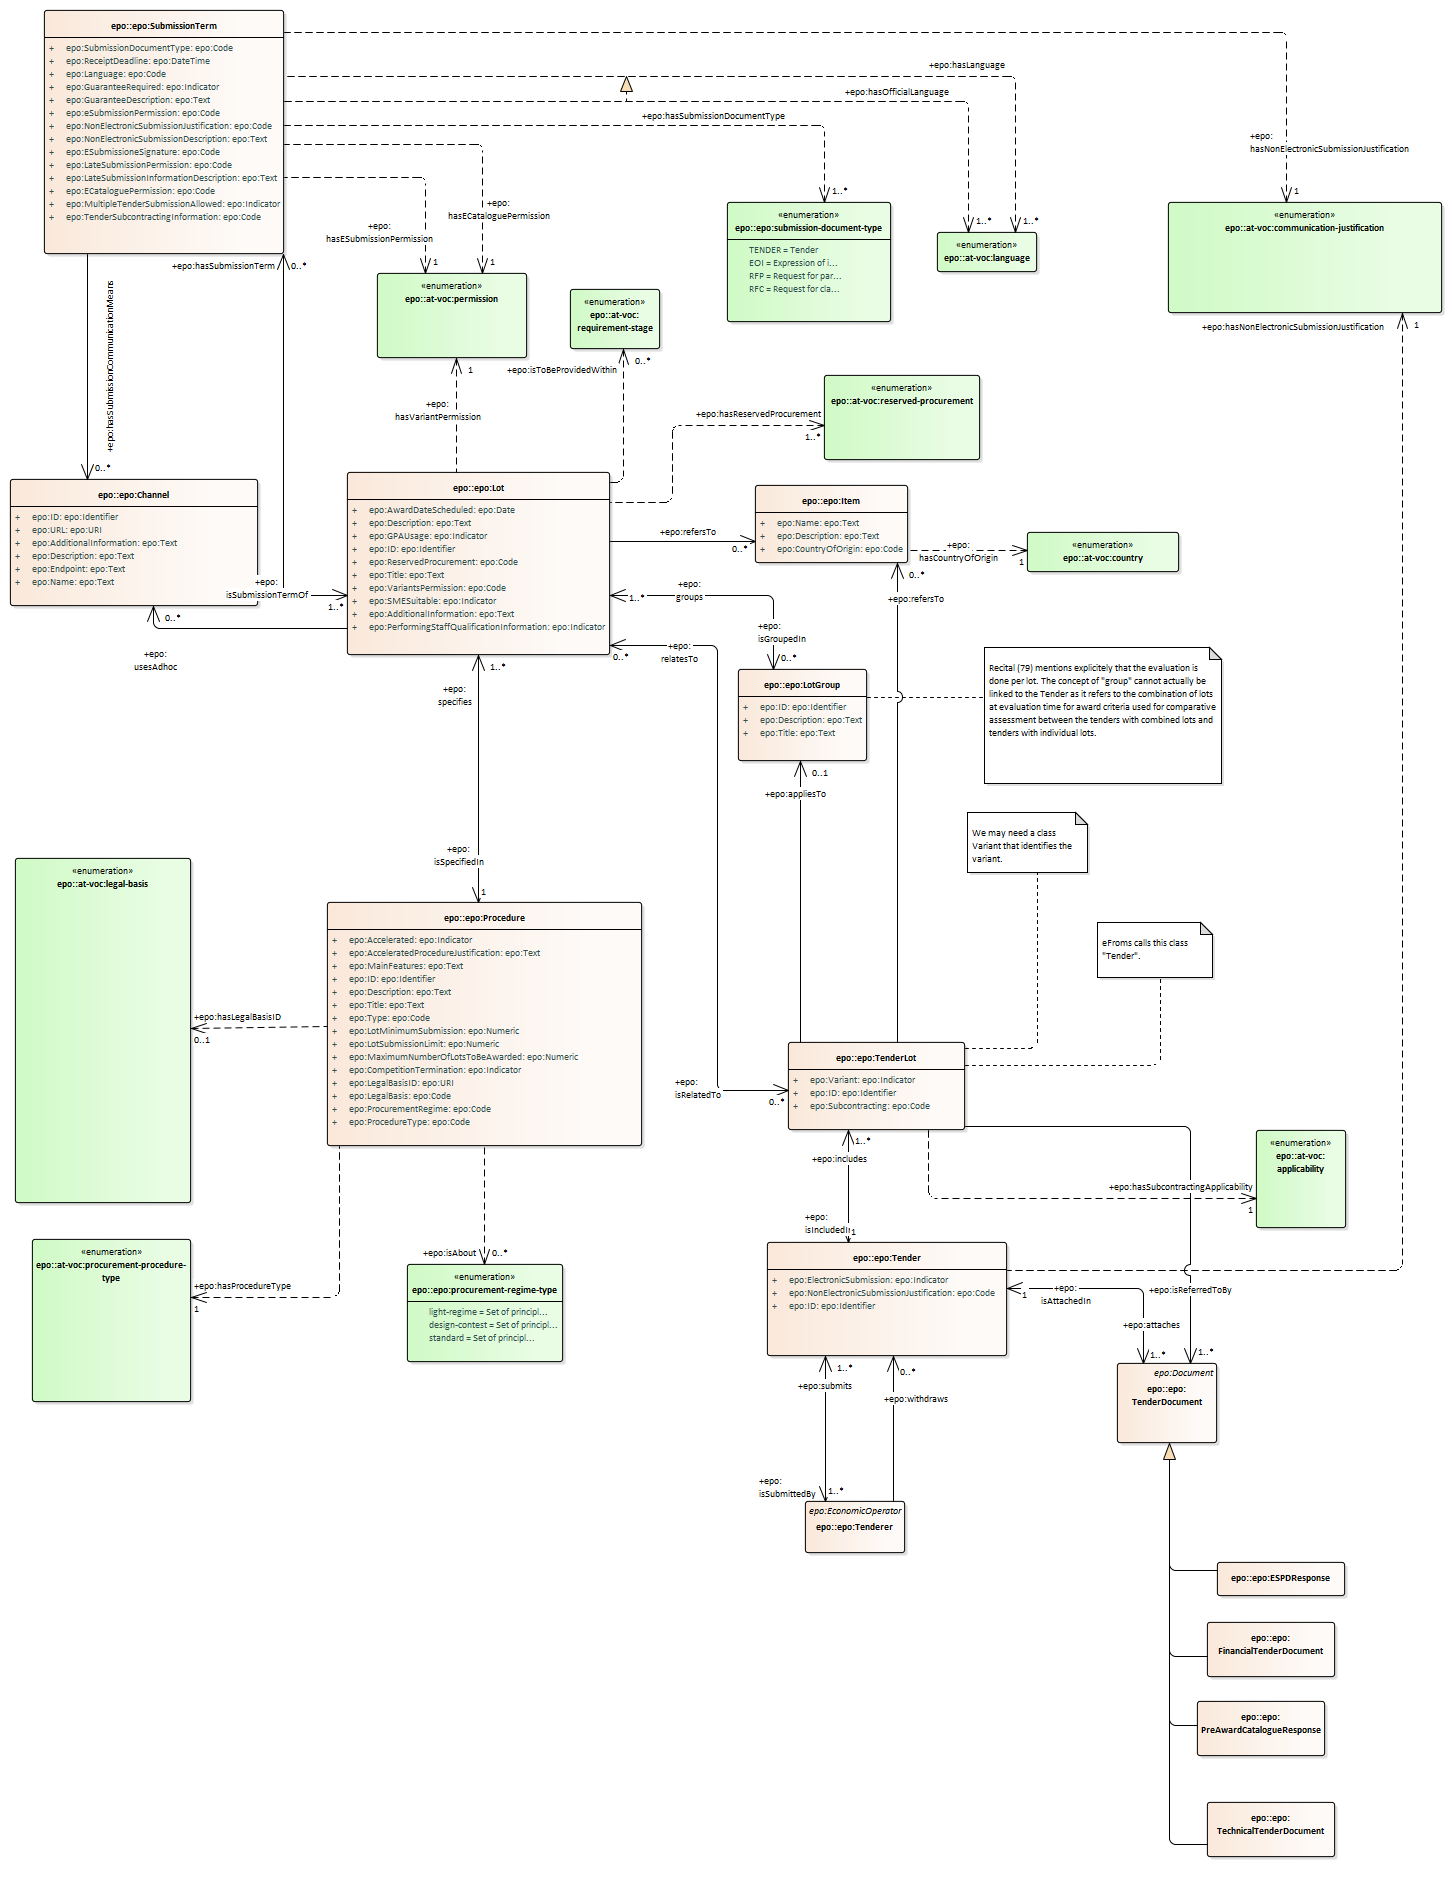 epo::epo:SubmissionTerm
+ epo:SubmissionDocumentType: epo:Code
+ epo:ReceiptDeadline: epo:DateTime
+ epo:Language: epo:Code
+ epo:GuaranteeRequired: epo:Indicator
+ epo:GuaranteeDescription: epo:Text
+ epo:eSubmissionPermission: epo:Code
+ epo:NonElectronicSubmissionJustification: epo:Code
+ epo:NonElectronicSubmissionDescription: epo:Text
+ epo:ESubmissioneSignature: epo:Code
+ epo:LateSubmissionPermission: epo:Code
+ epo:LateSubmissionInformationDescription: epo:Text
+ epo:ECataloguePermission: epo:Code
+ epo:MultipleTenderSubmissionAllowed: epo:Indicator
+ epo:TenderSubcontractingInformation: epo:Code
+epo:hasLanguage
+epo:hasOfficialLanguage
+epo:hasSubmissionDocumentType
+epo:
hasNonElectronicSubmissionJustification
1
1..*
1..*
1..*
+epo:
hasECataloguePermission
+epo:
hasESubmissionPermission
1
1
«enumeration»
epo::epo:submission-document-type
TENDER = Tender
EOI = Expression of i...
RFP = Request for par...
RFC = Request for cla...
«enumeration»
epo::at-voc:language
«enumeration»
epo::at-voc:communication-justification
+epo:hasNonElectronicSubmissionJustification
1
+epo:hasSubmissionTerm
0..*
+epo:hasSubmissionCommunicationMeans
0..*
«enumeration»
epo::at-voc:permission
«enumeration»
epo::at-voc:
requirement-stage
+epo:isToBeProvidedWithin
0..*
1
+epo:
hasVariantPermission
«enumeration»
epo::at-voc:reserved-procurement
+epo:hasReservedProcurement
1..*
epo::epo:Channel
+ epo:ID: epo:Identifier
+ epo:URL: epo:URI
+ epo:AdditionalInformation: epo:Text
+ epo:Description: epo:Text
+ epo:Endpoint: epo:Text
+ epo:Name: epo:Text
+epo:
isSubmissionTermOf
1..*
0..*
+epo:
usesAdhoc
epo::epo:Lot
+ epo:AwardDateScheduled: epo:Date
+ epo:Description: epo:Text
+ epo:GPAUsage: epo:Indicator
+ epo:ID: epo:Identifier
+ epo:ReservedProcurement: epo:Code
+ epo:Title: epo:Text
+ epo:VariantsPermission: epo:Code
+ epo:SMESuitable: epo:Indicator
+ epo:AdditionalInformation: epo:Text
+ epo:PerformingStaffQualificationInformation: epo:Indicator
+epo:refersTo
0..*
epo::epo:Item
+ epo:Name: epo:Text
+ epo:Description: epo:Text
+ epo:CountryOfOrigin: epo:Code
+epo:
hasCountryOfOrigin
1
«enumeration»
epo::at-voc:country
0..*
+epo:refersTo
1..*
+epo:
groups
+epo:
isGroupedIn
0..*
0..*
+epo:
relatesTo
1..*
+epo:
specifies
epo::epo:LotGroup
+ epo:ID: epo:Identifier
+ epo:Description: epo:Text
+ epo:Title: epo:Text
0..1
+epo:appliesTo
Recital (79) mentions explicitely that the evaluation is
done per lot. The concept of "group" cannot actually be
linked to the Tender as it refers to the combination of lots
at evaluation time for award criteria used for comparative
assessment between the tenders with combined lots and
tenders with individual lots.
We may need a class
Variant that identifies the
variant.
eFroms calls this class
"Tender".
+epo:
isSpecifiedIn
1
«enumeration»
epo::at-voc:legal-basis
+epo:hasLegalBasisID
0..1
epo::epo:Procedure
+ epo:Accelerated: epo:Indicator
+ epo:AcceleratedProcedureJustification: epo:Text
+ epo:MainFeatures: epo:Text
+ epo:ID: epo:Identifier
+ epo:Description: epo:Text
+ epo:Title: epo:Text
+ epo:Type: epo:Code
+ epo:LotMinimumSubmission: epo:Numeric
+ epo:LotSubmissionLimit: epo:Numeric
+ epo:MaximumNumberOfLotsToBeAwarded: epo:Numeric
+ epo:CompetitionTermination: epo:Indicator
+ epo:LegalBasisID: epo:URI
+ epo:LegalBasis: epo:Code
+ epo:ProcurementRegime: epo:Code
+ epo:ProcedureType: epo:Code
+epo:
isRelatedTo
0..*
epo::epo:TenderLot
+ epo:Variant: epo:Indicator
+ epo:ID: epo:Identifier
+ epo:Subcontracting: epo:Code
1..*
+epo:includes
+epo:
isIncludedIn
1
+epo:hasSubcontractingApplicability
1
«enumeration»
epo::at-voc:
applicability
«enumeration»
epo::at-voc:procurement-procedure-
type
+epo:hasProcedureType
1
+epo:isAbout
0..*
«enumeration»
epo::epo:procurement-regime-type
light-regime = Set of principl...
design-contest = Set of principl...
standard = Set of principl...
epo::epo:Tender
+ epo:ElectronicSubmission: epo:Indicator
+ epo:NonElectronicSubmissionJustification: epo:Code
+ epo:ID: epo:Identifier
1
+epo:
isAttachedIn
+epo:isReferredToBy
+epo:attaches
1..*
1..*
1..*
+epo:submits
0..*
+epo:withdraws
epo:Document
epo::epo:
TenderDocument
+epo:
isSubmittedBy
1..*
epo:EconomicOperator
epo::epo:Tenderer
epo::epo:ESPDResponse
epo::epo:
FinancialTenderDocument
epo::epo:
PreAwardCatalogueResponse
epo::epo:
TechnicalTenderDocument